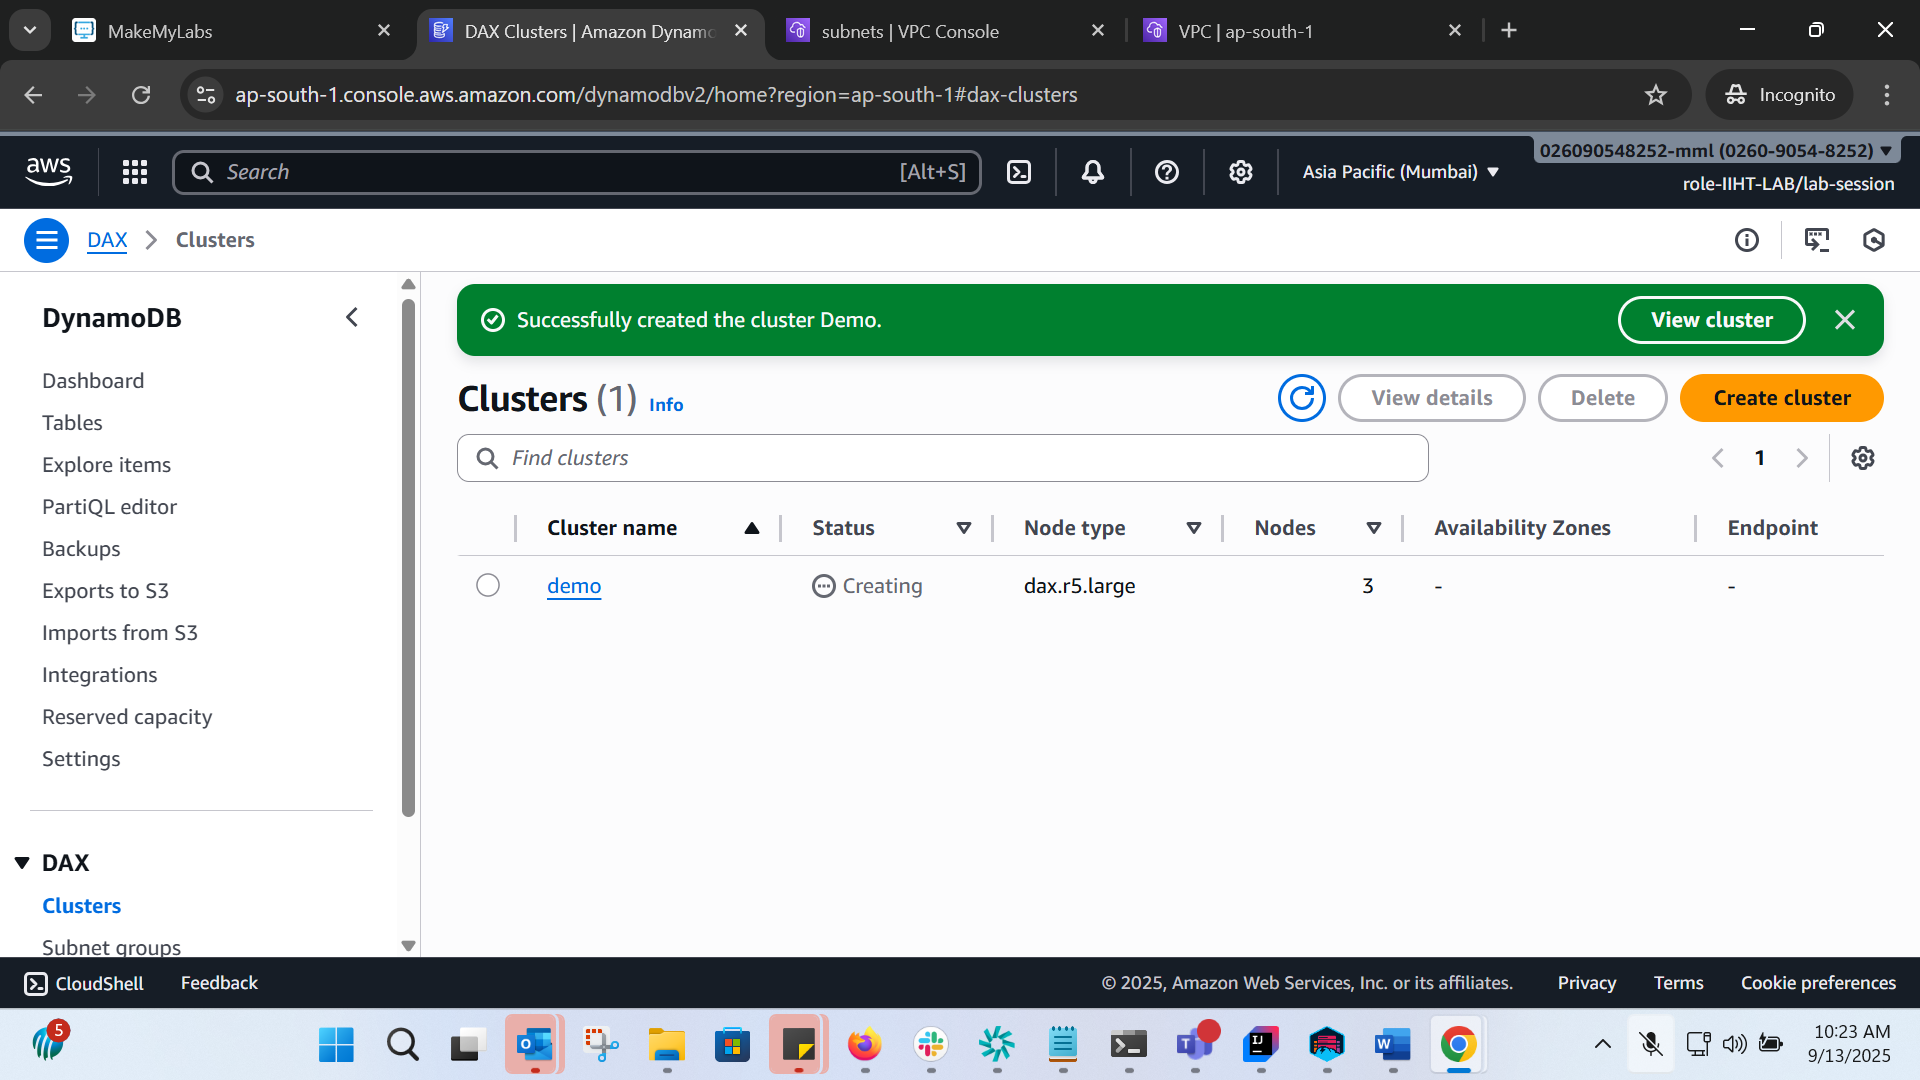 MakeMyLabs
DAX Clusters | Amazon Dynamo
subnets | VPC Console
VPC | ap-south-1
ap-south-1.console.aws.amazon.com/dynamodbv2/home?region=ap-south-1#dax-clusters
Incognito
aws
Search
[Alt+S]
Asia Pacific (Mumbai)
026090548252-mml (0260-9054-8252)
role-IIHT-LAB/lab-session
DAX
Clusters
DynamoDB
Dashboard
Tables
Explore items
PartiQL editor
Backups
Exports to S3
Imports from S3
Integrations
Reserved capacity
Settings
DAX
Clusters
Subnet groups
Successfully created the cluster Demo.
View cluster
Clusters (1) Info
View details
Delete
Create cluster
Find clusters
1
Cluster name Status Node type Nodes Availability Zones Endpoint
demo Creating dax.r5.large 3 - -
CloudShell
Feedback
© 2025, Amazon Web Services, Inc. or its affiliates.
Privacy
Terms
Cookie preferences
5
10:23 AM
9/13/2025